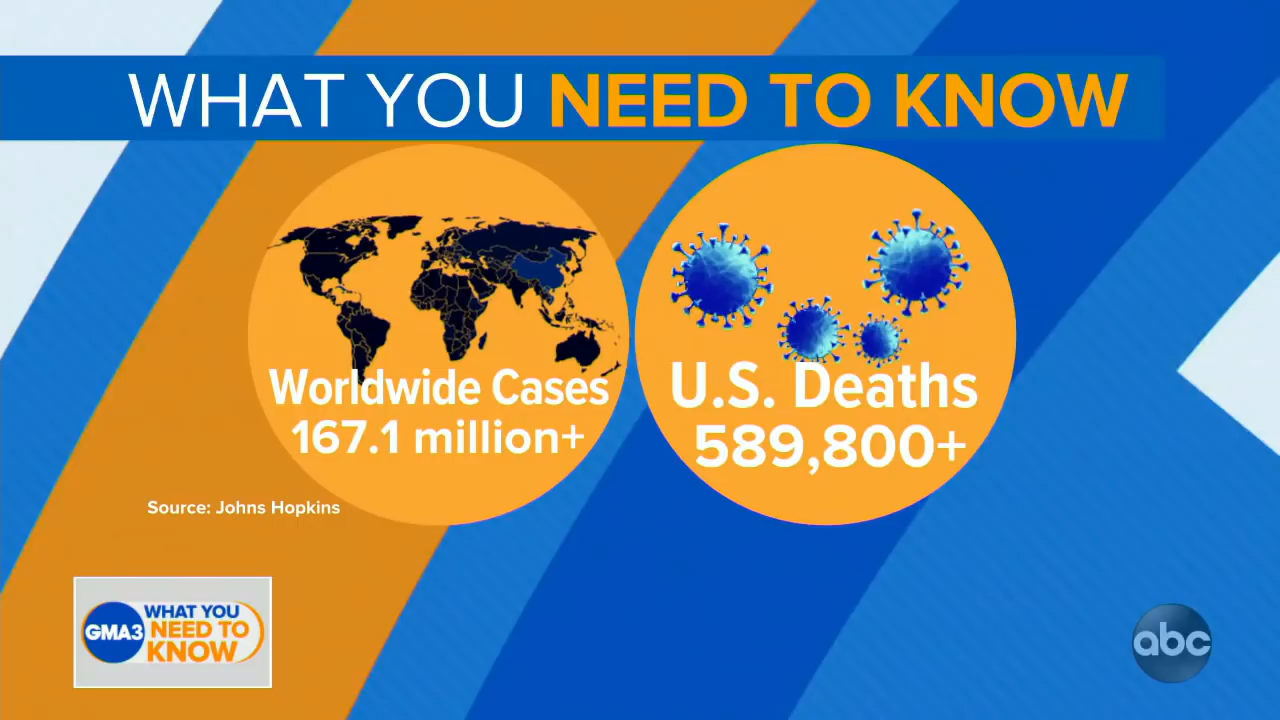 WHAT YOU NEED TO KNOW
Worldwide Cases
167.1 million+
U.S. Deaths
589,800+
Source: Johns Hopkins
GMA3
WHAT YOU
NEED TO
KNOW
abc